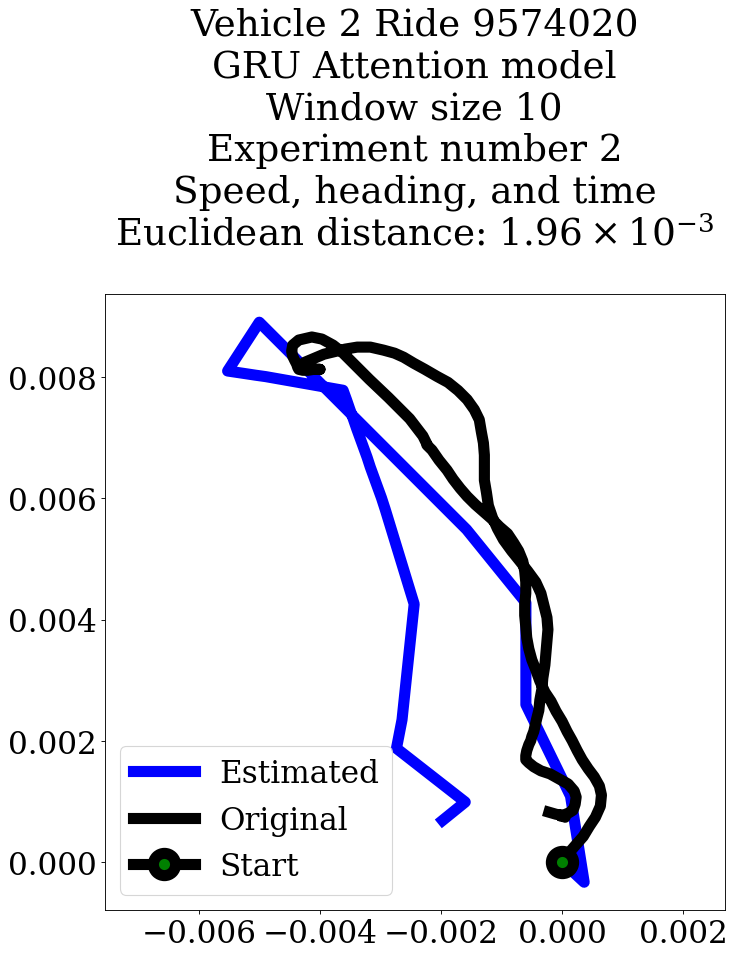 Vehicle 2 Ride 9574020
GRU Attention model
Window size 10
Experiment number 2
Speed, heading, and time
Euclidean distance: 1.96 × 10⁻³
0.008
0.006
0.004
0.002
0.000
Estimated
Original
Start
−0.006 −0.004 −0.002 0.000 0.002